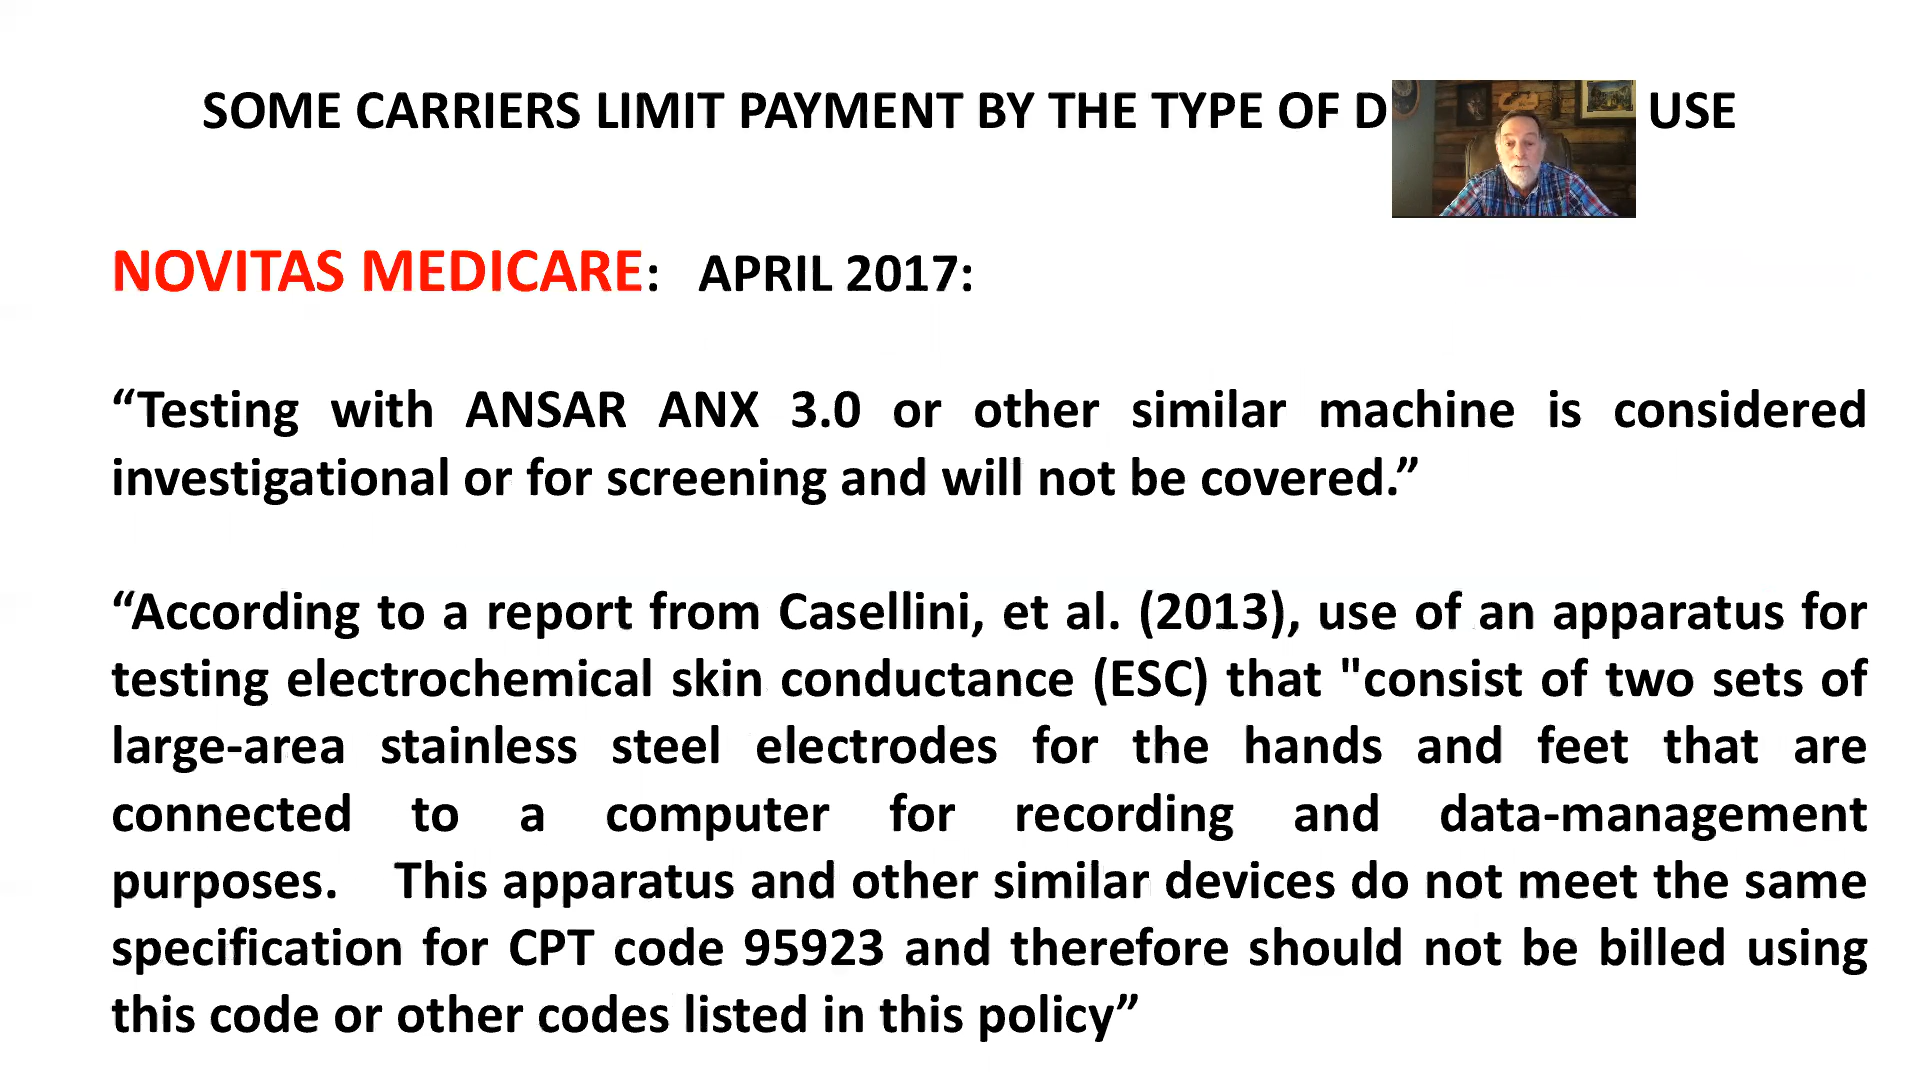 SOME CARRIERS LIMIT PAYMENT BY THE TYPE OF USE
NOVITAS MEDICARE: APRIL 2017:
“Testing with ANSAR ANX 3.0 or other similar machine is considered
investigational or for screening and will not be covered.”
“According to a report from Casellini, et al. (2013), use of an apparatus for
testing electrochemical skin conductance (ESC) that "consist of two sets of
large-area stainless steel electrodes for the hands and feet that are
connected to a computer for recording and data-management
purposes. This apparatus and other similar devices do not meet the same
specification for CPT code 95923 and therefore should not be billed using
this code or other codes listed in this policy”